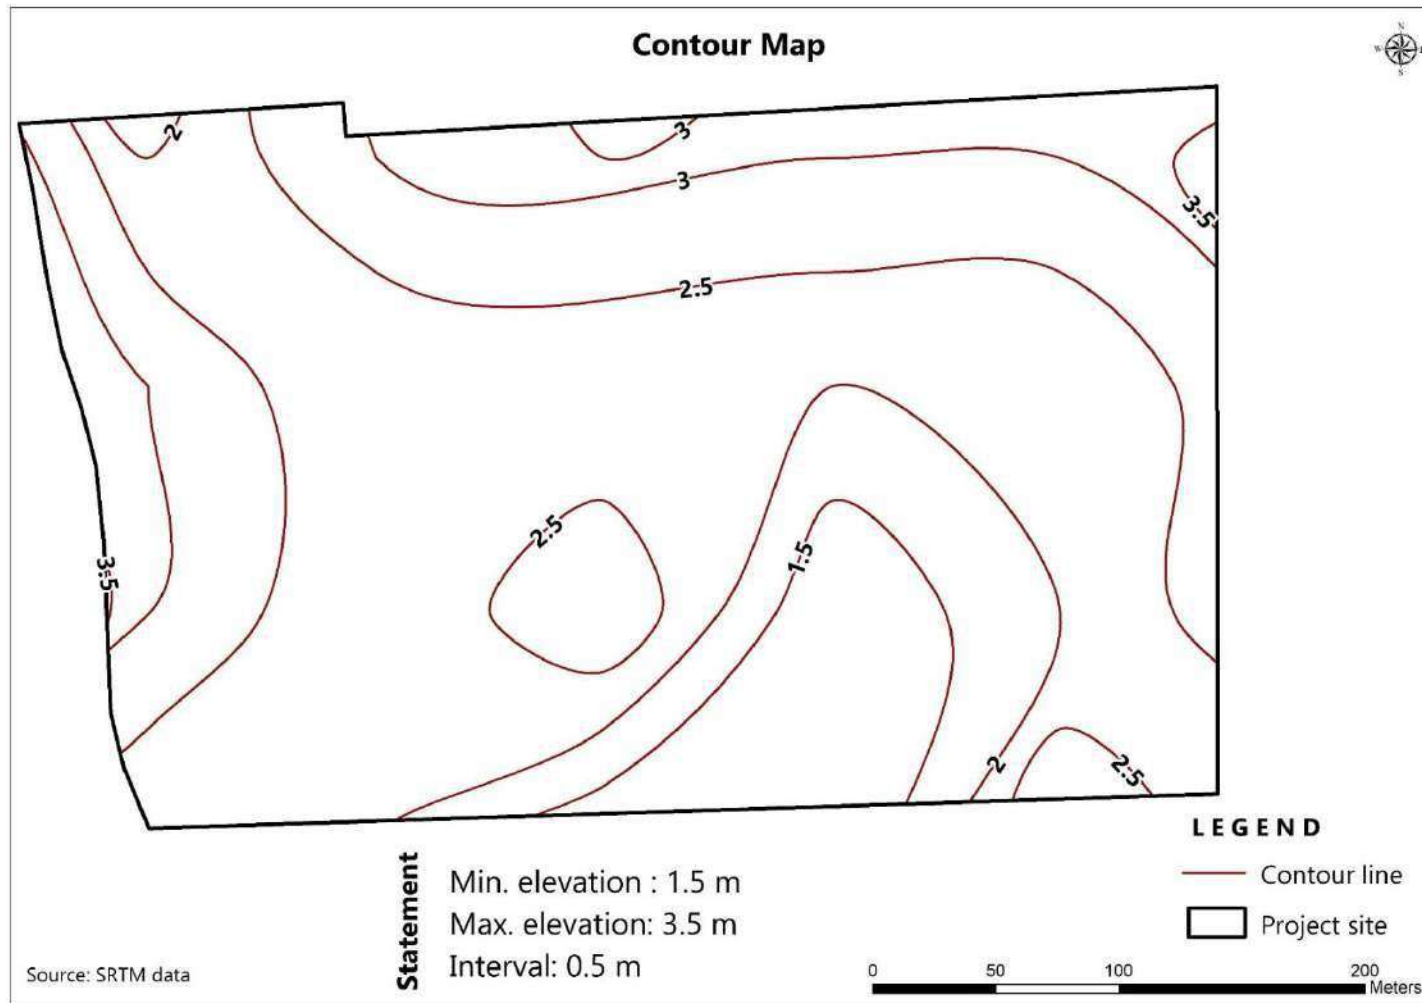 Contour Map
N
W
S
2
3
3
3.5
2.5
2.5
1.5
3.5
2
2.5
LEGEND
Contour line
Project site
Statement
Min. elevation : 1.5 m
Max. elevation: 3.5 m
Interval: 0.5 m
Source: SRTM data
0 50 100 200
Meters